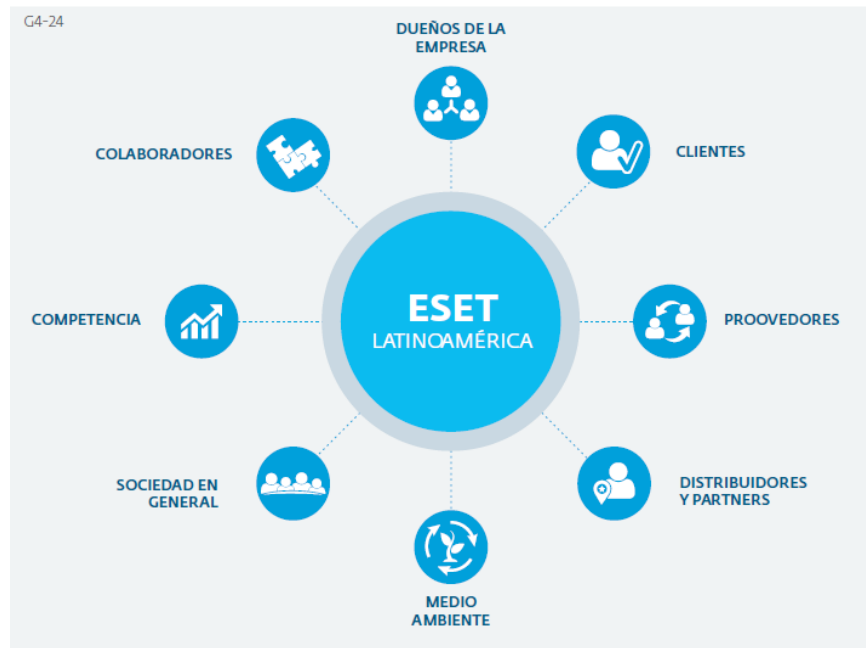 G4-24
DUEÑOS DE LA
EMPRESA
COLABORADORES
CLIENTES
COMPETENCIA
ESET
LATINOAMÉRICA
PROOVEDORES
SOCIEDAD EN
GENERAL
DISTRIBUIDORES
Y PARTNERS
MEDIO
AMBIENTE